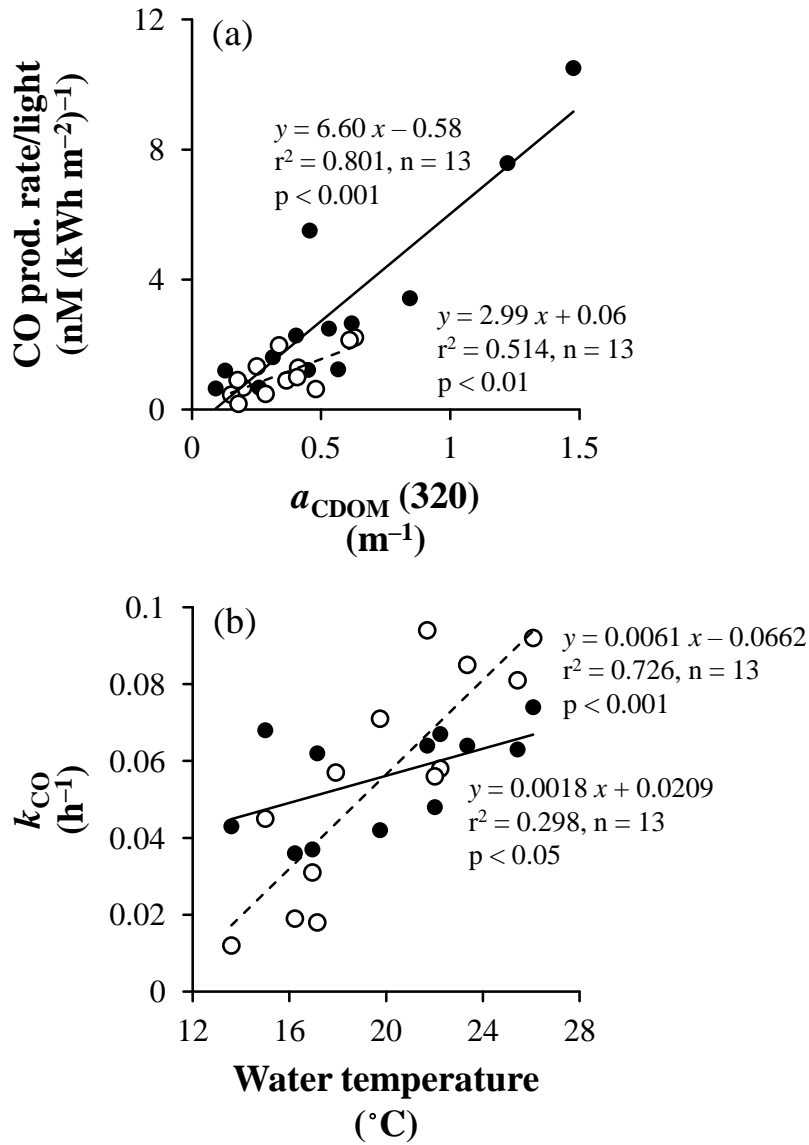 (a)
CO prod. rate/light
(nM (kWh m⁻²)⁻¹)
12
8
4
0
y = 6.60 x – 0.58
r² = 0.801, n = 13
p < 0.001
y = 2.99 x + 0.06
r² = 0.514, n = 13
p < 0.01
0 0.5 1 1.5
aCDOM (320)
(m⁻¹)
(b)
kCO
(h⁻¹)
0.1
0.08
0.06
0.04
0.02
0
y = 0.0061 x – 0.0662
r² = 0.726, n = 13
p < 0.001
y = 0.0018 x + 0.0209
r² = 0.298, n = 13
p < 0.05
12 16 20 24 28
Water temperature
(°C)